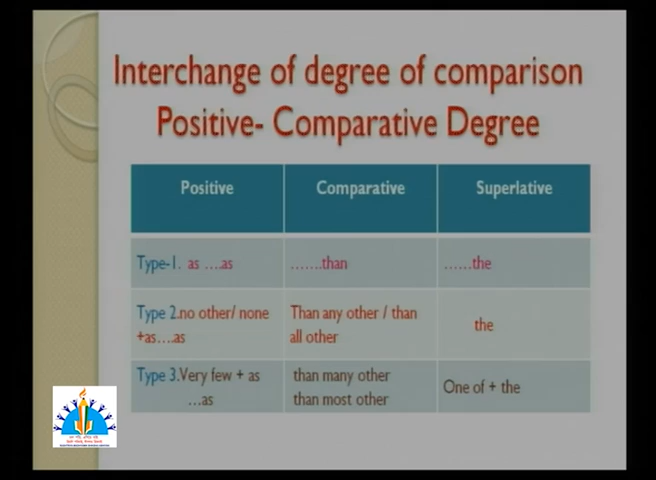 Interchange of degree of comparison
Positive- Comparative Degree
Positive
Comparative
Superlative
Type-1. as ....as
.......than
......the
Type 2.no other/ none
+as....as
Than any other / than
all other
the
Type 3.Very few + as
...as
than many other
than most other
One of + the